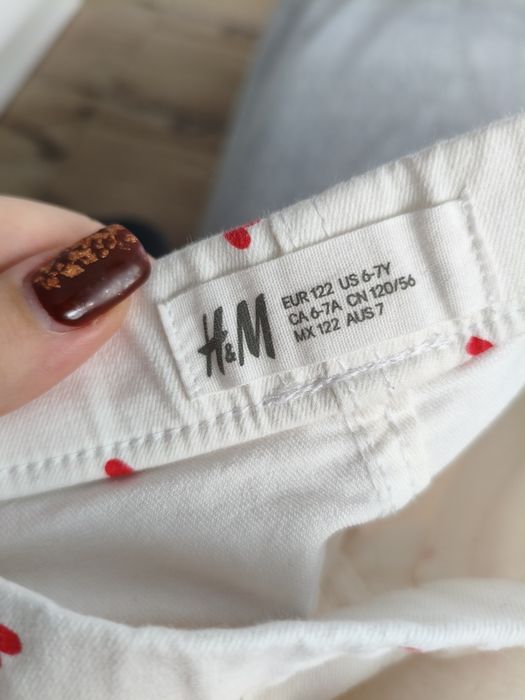 H&M
EUR 122 US 6-7Y
CA 6-7A CN 120/56
MX 122 AUS 7